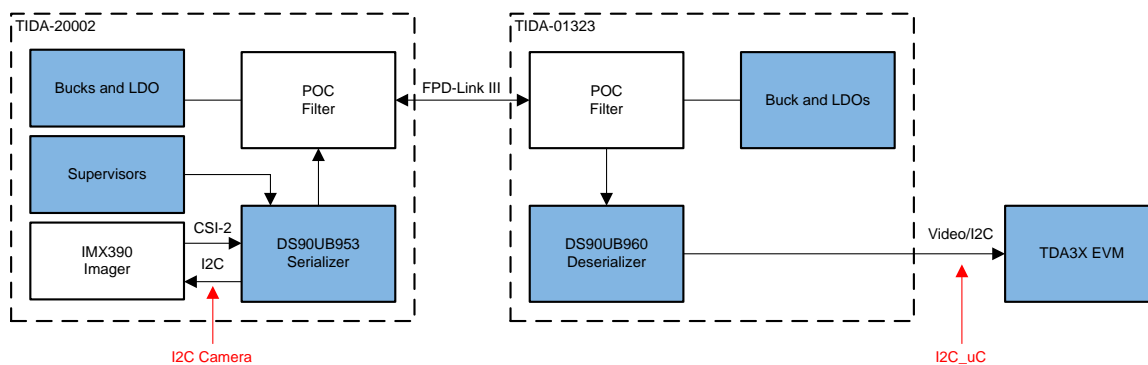 TIDA-20002
TIDA-01323
Bucks and LDO
POC
Filter
FPD-Link III
POC
Filter
Buck and LDOs
Supervisors
CSI-2
I2C
IMX390
Imager
DS90UB953
Serializer
DS90UB960
Deserializer
Video/I2C
TDA3X EVM
I2C Camera
I2C_uC